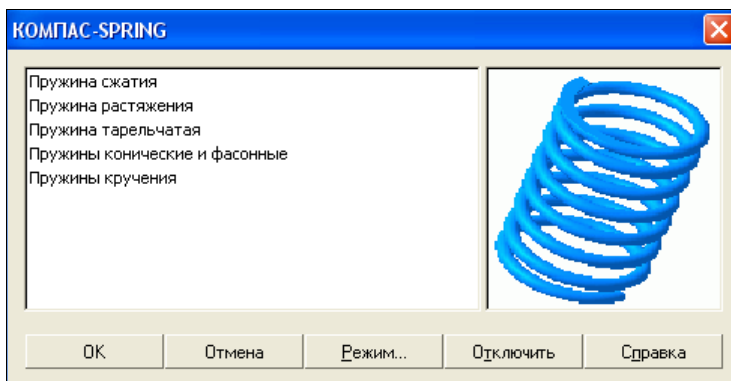 КОМПАС-SPRING
Пружина сжатия
Пружина растяжения
Пружина тарельчатая
Пружины конические и фасонные
Пружины кручения
OK
Отмена
Режим...
Отключить
Справка